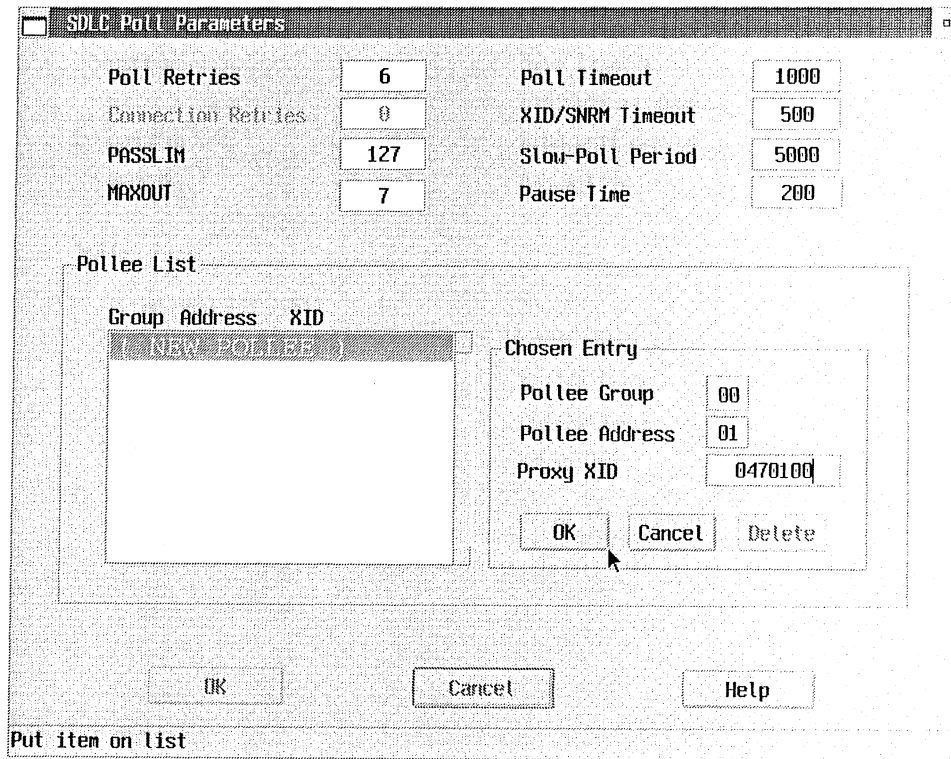 SDLC Poll Parameters
Poll Retries 6 Poll Timeout 1000
Connection Retries 0 XID/SNRM Timeout 500
PASSLIM 127 Slow-Poll Period 5000
MAXOUT 7 Pause Time 200
Pollee List
Group Address XID
( NEW POLLEE )
Chosen Entry
Pollee Group 00
Pollee Address 01
Proxy XID 0470100
OK Cancel Delete
OK Cancel Help
Put item on list